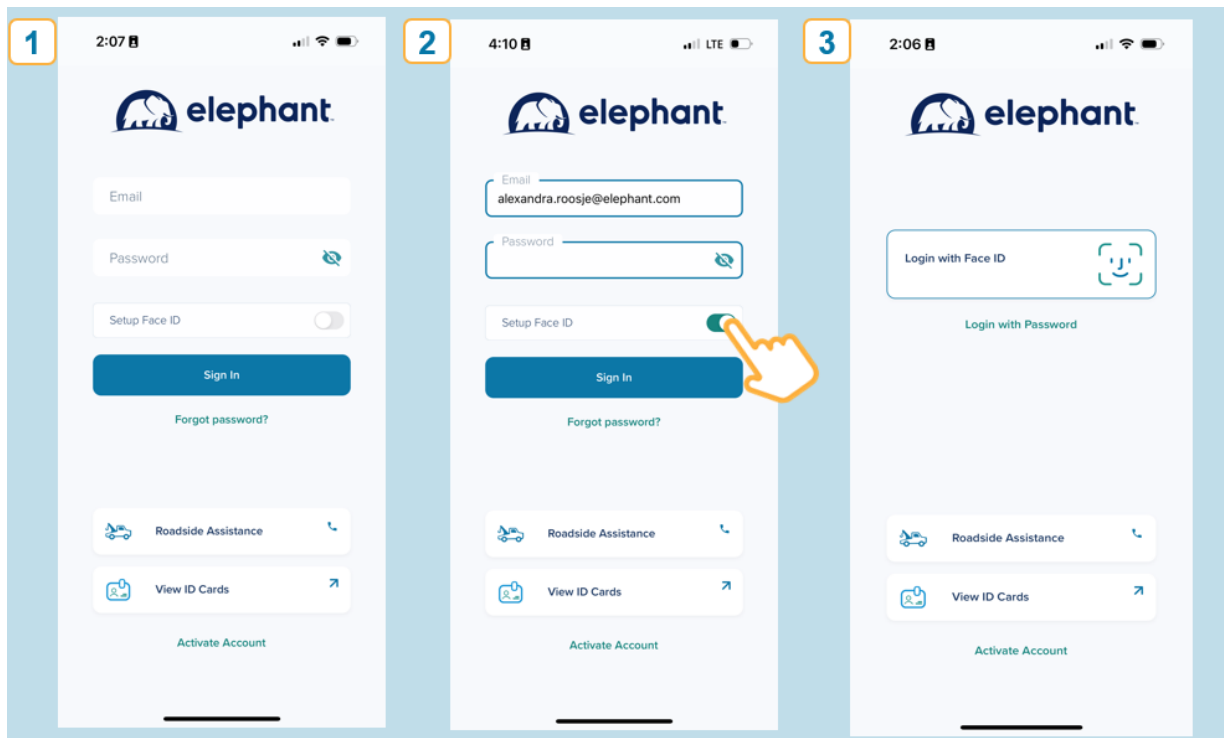 1
2:07
elephant
Email
Password
Setup Face ID
Sign In
Forgot password?
Roadside Assistance
View ID Cards
Activate Account
2
4:10
LTE
elephant
Email
alexandra.roosje@elephant.com
Password
Setup Face ID
Sign In
Forgot password?
Roadside Assistance
View ID Cards
Activate Account
3
2:06
elephant
Login with Face ID
Login with Password
Roadside Assistance
View ID Cards
Activate Account